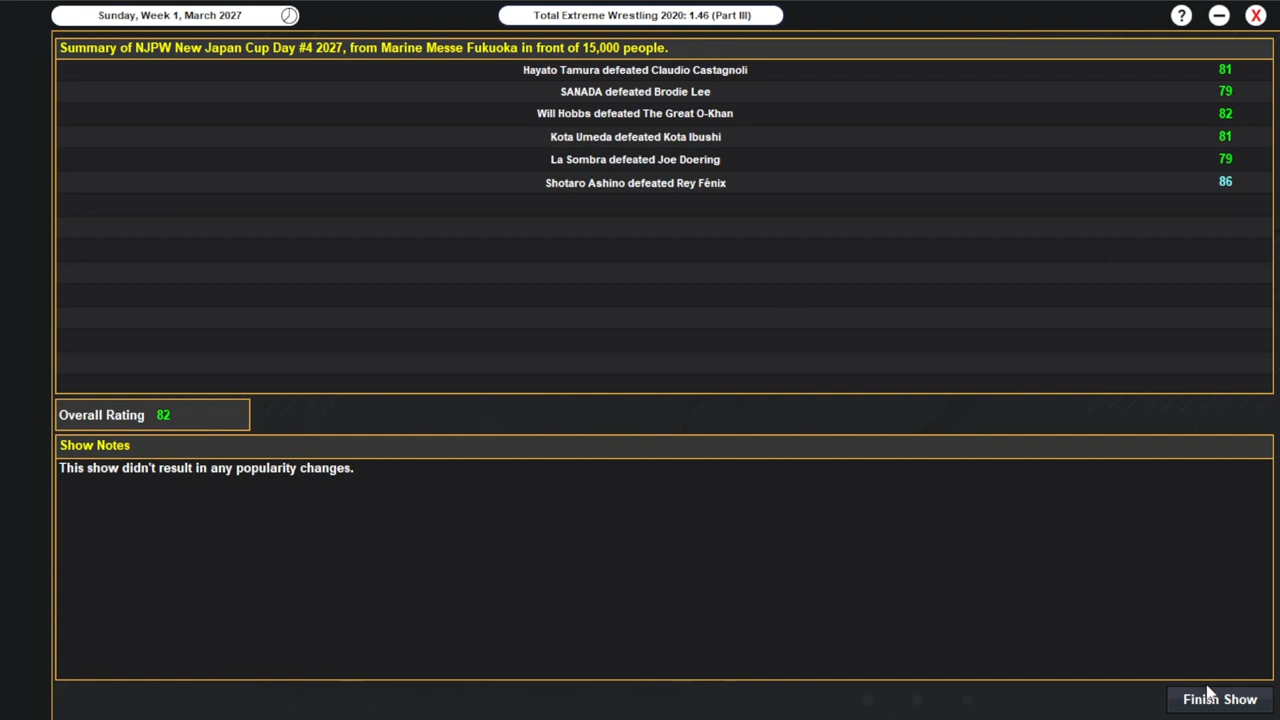 Sunday, Week 1, March 2027
Total Extreme Wrestling 2020: 1.46 (Part III)
?
X
Summary of NJPW New Japan Cup Day #4 2027, from Marine Messe Fukuoka in front of 15,000 people.
Hayato Tamura defeated Claudio Castagnoli 81
SANADA defeated Brodie Lee 79
Will Hobbs defeated The Great O-Khan 82
Kota Umeda defeated Kota Ibushi 81
La Sombra defeated Joe Doering 79
Shotaro Ashino defeated Rey Fénix 86
Overall Rating 82
Show Notes
This show didn't result in any popularity changes.
Finish Show